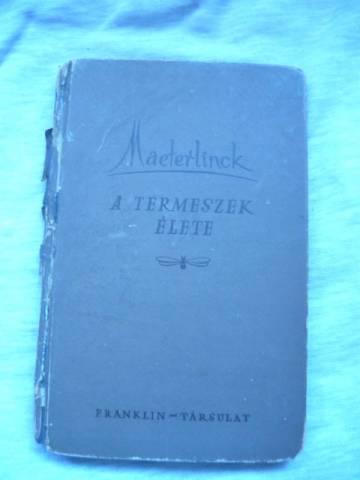 Maeterlinck
A TERMESZEK
ÉLETE
FRANKLIN-TÁRSULAT